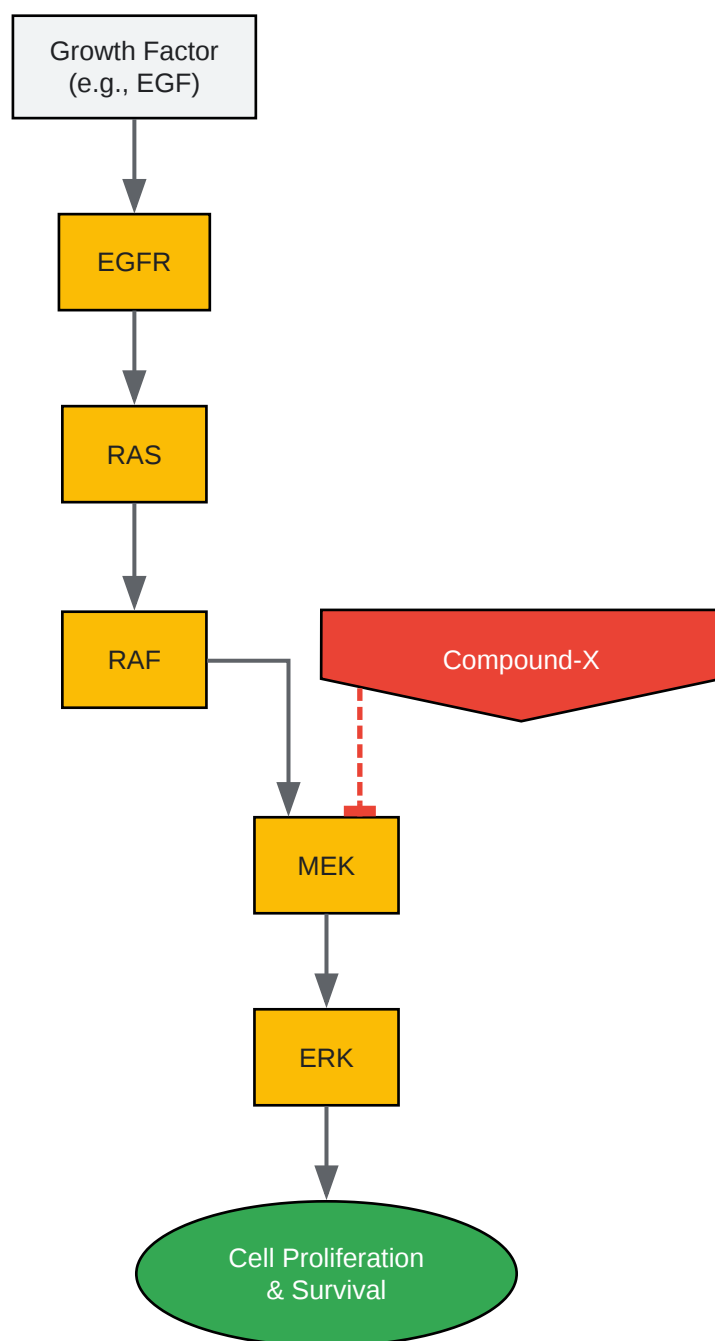 Growth Factor
(e.g., EGF)
EGFR
RAS
RAF
Compound-X
MEK
ERK
Cell Proliferation
& Survival